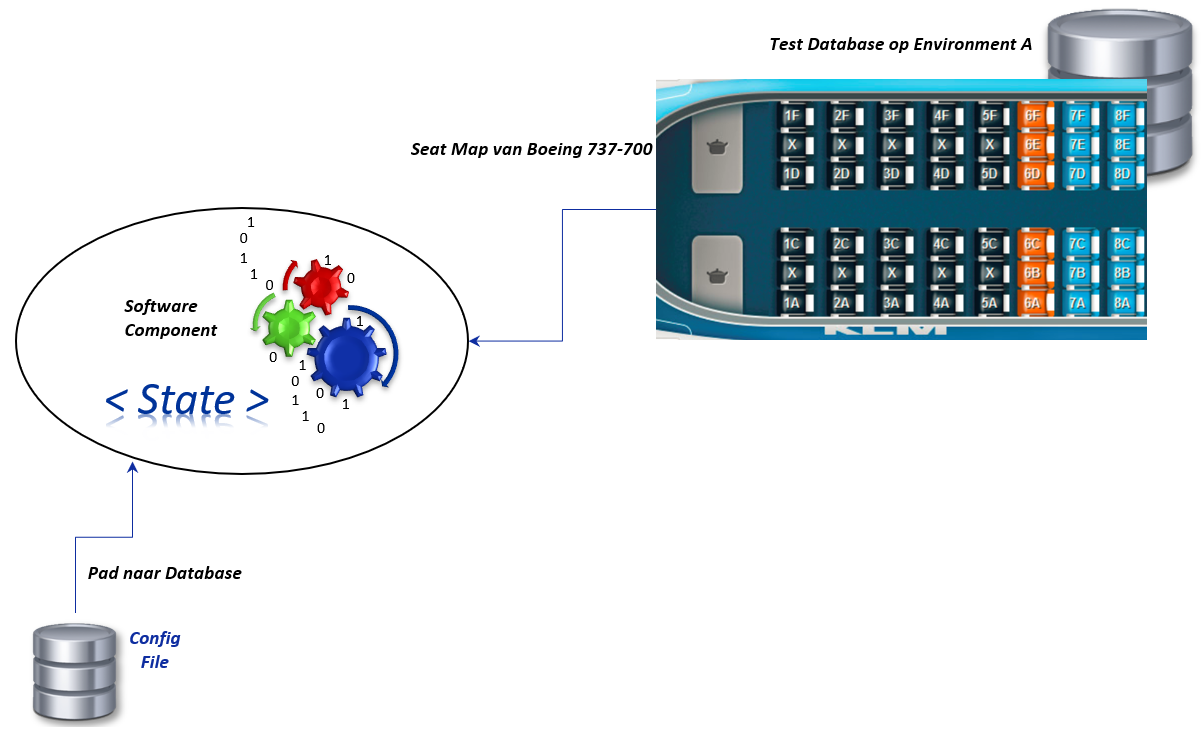 Test Database op Environment A
Seat Map van Boeing 737-700
1F 2F 3F 4F 5F 6F 7F 8F
X X X X X 6E 7E 8E
1D 2D 3D 4D 5D 6D 7D 8D
1C 2C 3C 4C 5C 6C 7C 8C
X X X X X 6B 7B 8B
1A 2A 3A 4A 5A 6A 7A 8A
KLM
1
0
1
1
0
1
0
Software
Component
1
0
1
0
0
1
1
1
0
< State >
Pad naar Database
Config
File